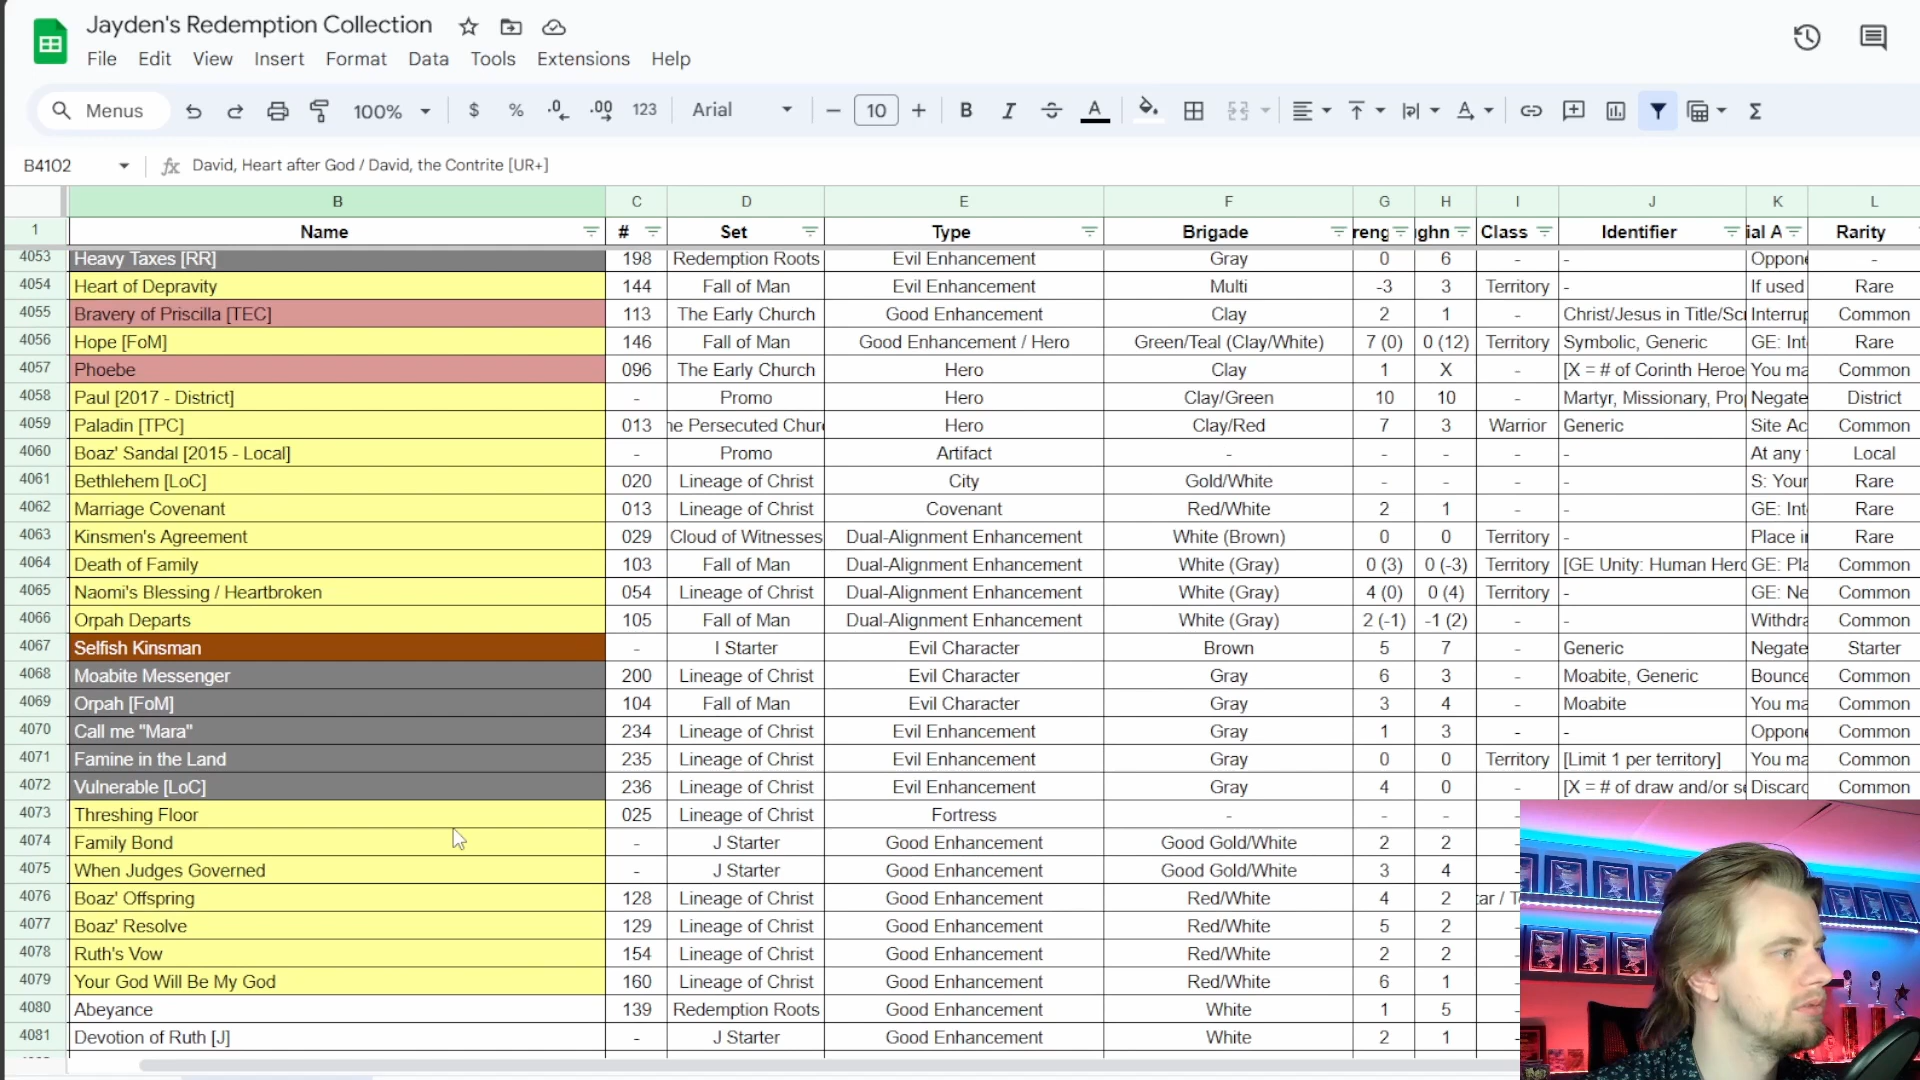 Jayden's Redemption Collection
File Edit View Insert Format Data Tools Extensions Help
Menus 100% $ % .0 .00 123 Arial 10 B I A Σ
B4102 fx David, Heart after God / David, the Contrite [UR+]
B C D E F G H I J K L
1 Name # Set Type Brigade reng ighn Class Identifier ial A Rarity
4053 Heavy Taxes [RR] 198 Redemption Roots Evil Enhancement Gray 0 6 - - Oppone -
4054 Heart of Depravity 144 Fall of Man Evil Enhancement Multi -3 3 Territory - If used Rare
4055 Bravery of Priscilla [TEC] 113 The Early Church Good Enhancement Clay 2 1 - Christ/Jesus in Title/Scr Interrup Common
4056 Hope [FoM] 146 Fall of Man Good Enhancement / Hero Green/Teal (Clay/White) 7 (0) 0 (12) Territory Symbolic, Generic GE: Int Rare
4057 Phoebe 096 The Early Church Hero Clay 1 X - [X = # of Corinth Heroe You ma Common
4058 Paul [2017 - District] - Promo Hero Clay/Green 10 10 - Martyr, Missionary, Pro Negate District
4059 Paladin [TPC] 013 he Persecuted Chur Hero Clay/Red 7 3 Warrior Generic Site Ac Common
4060 Boaz' Sandal [2015 - Local] - Promo Artifact - - - - - At any Local
4061 Bethlehem [LoC] 020 Lineage of Christ City Gold/White - - - - S: Your Rare
4062 Marriage Covenant 013 Lineage of Christ Covenant Red/White 2 1 - - GE: Int Rare
4063 Kinsmen's Agreement 029 Cloud of Witnesses Dual-Alignment Enhancement White (Brown) 0 0 Territory - Place in Rare
4064 Death of Family 103 Fall of Man Dual-Alignment Enhancement White (Gray) 0 (3) 0 (-3) Territory [GE Unity: Human Hero GE: Pla Common
4065 Naomi's Blessing / Heartbroken 054 Lineage of Christ Dual-Alignment Enhancement White (Gray) 4 (0) 0 (4) Territory - GE: Ne Common
4066 Orpah Departs 105 Fall of Man Dual-Alignment Enhancement White (Gray) 2 (-1) -1 (2) - - Withdra Common
4067 Selfish Kinsman - I Starter Evil Character Brown 5 7 - Generic Negate Starter
4068 Moabite Messenger 200 Lineage of Christ Evil Character Gray 6 3 - Moabite, Generic Bounce Common
4069 Orpah [FoM] 104 Fall of Man Evil Character Gray 3 4 - Moabite You ma Common
4070 Call me "Mara" 234 Lineage of Christ Evil Enhancement Gray 1 3 - - Oppone Common
4071 Famine in the Land 235 Lineage of Christ Evil Enhancement Gray 0 0 Territory [Limit 1 per territory] You ma Common
4072 Vulnerable [LoC] 236 Lineage of Christ Evil Enhancement Gray 4 0 - [X = # of draw and/or se Discard Common
4073 Threshing Floor 025 Lineage of Christ Fortress - - - -
4074 Family Bond - J Starter Good Enhancement Good Gold/White 2 2 -
4075 When Judges Governed - J Starter Good Enhancement Good Gold/White 3 4 -
4076 Boaz' Offspring 128 Lineage of Christ Good Enhancement Red/White 4 2 tar / T
4077 Boaz' Resolve 129 Lineage of Christ Good Enhancement Red/White 5 2 -
4078 Ruth's Vow 154 Lineage of Christ Good Enhancement Red/White 2 2 -
4079 Your God Will Be My God 160 Lineage of Christ Good Enhancement Red/White 6 1 -
4080 Abeyance 139 Redemption Roots Good Enhancement White 1 5 -
4081 Devotion of Ruth [J] - J Starter Good Enhancement White 2 1 -